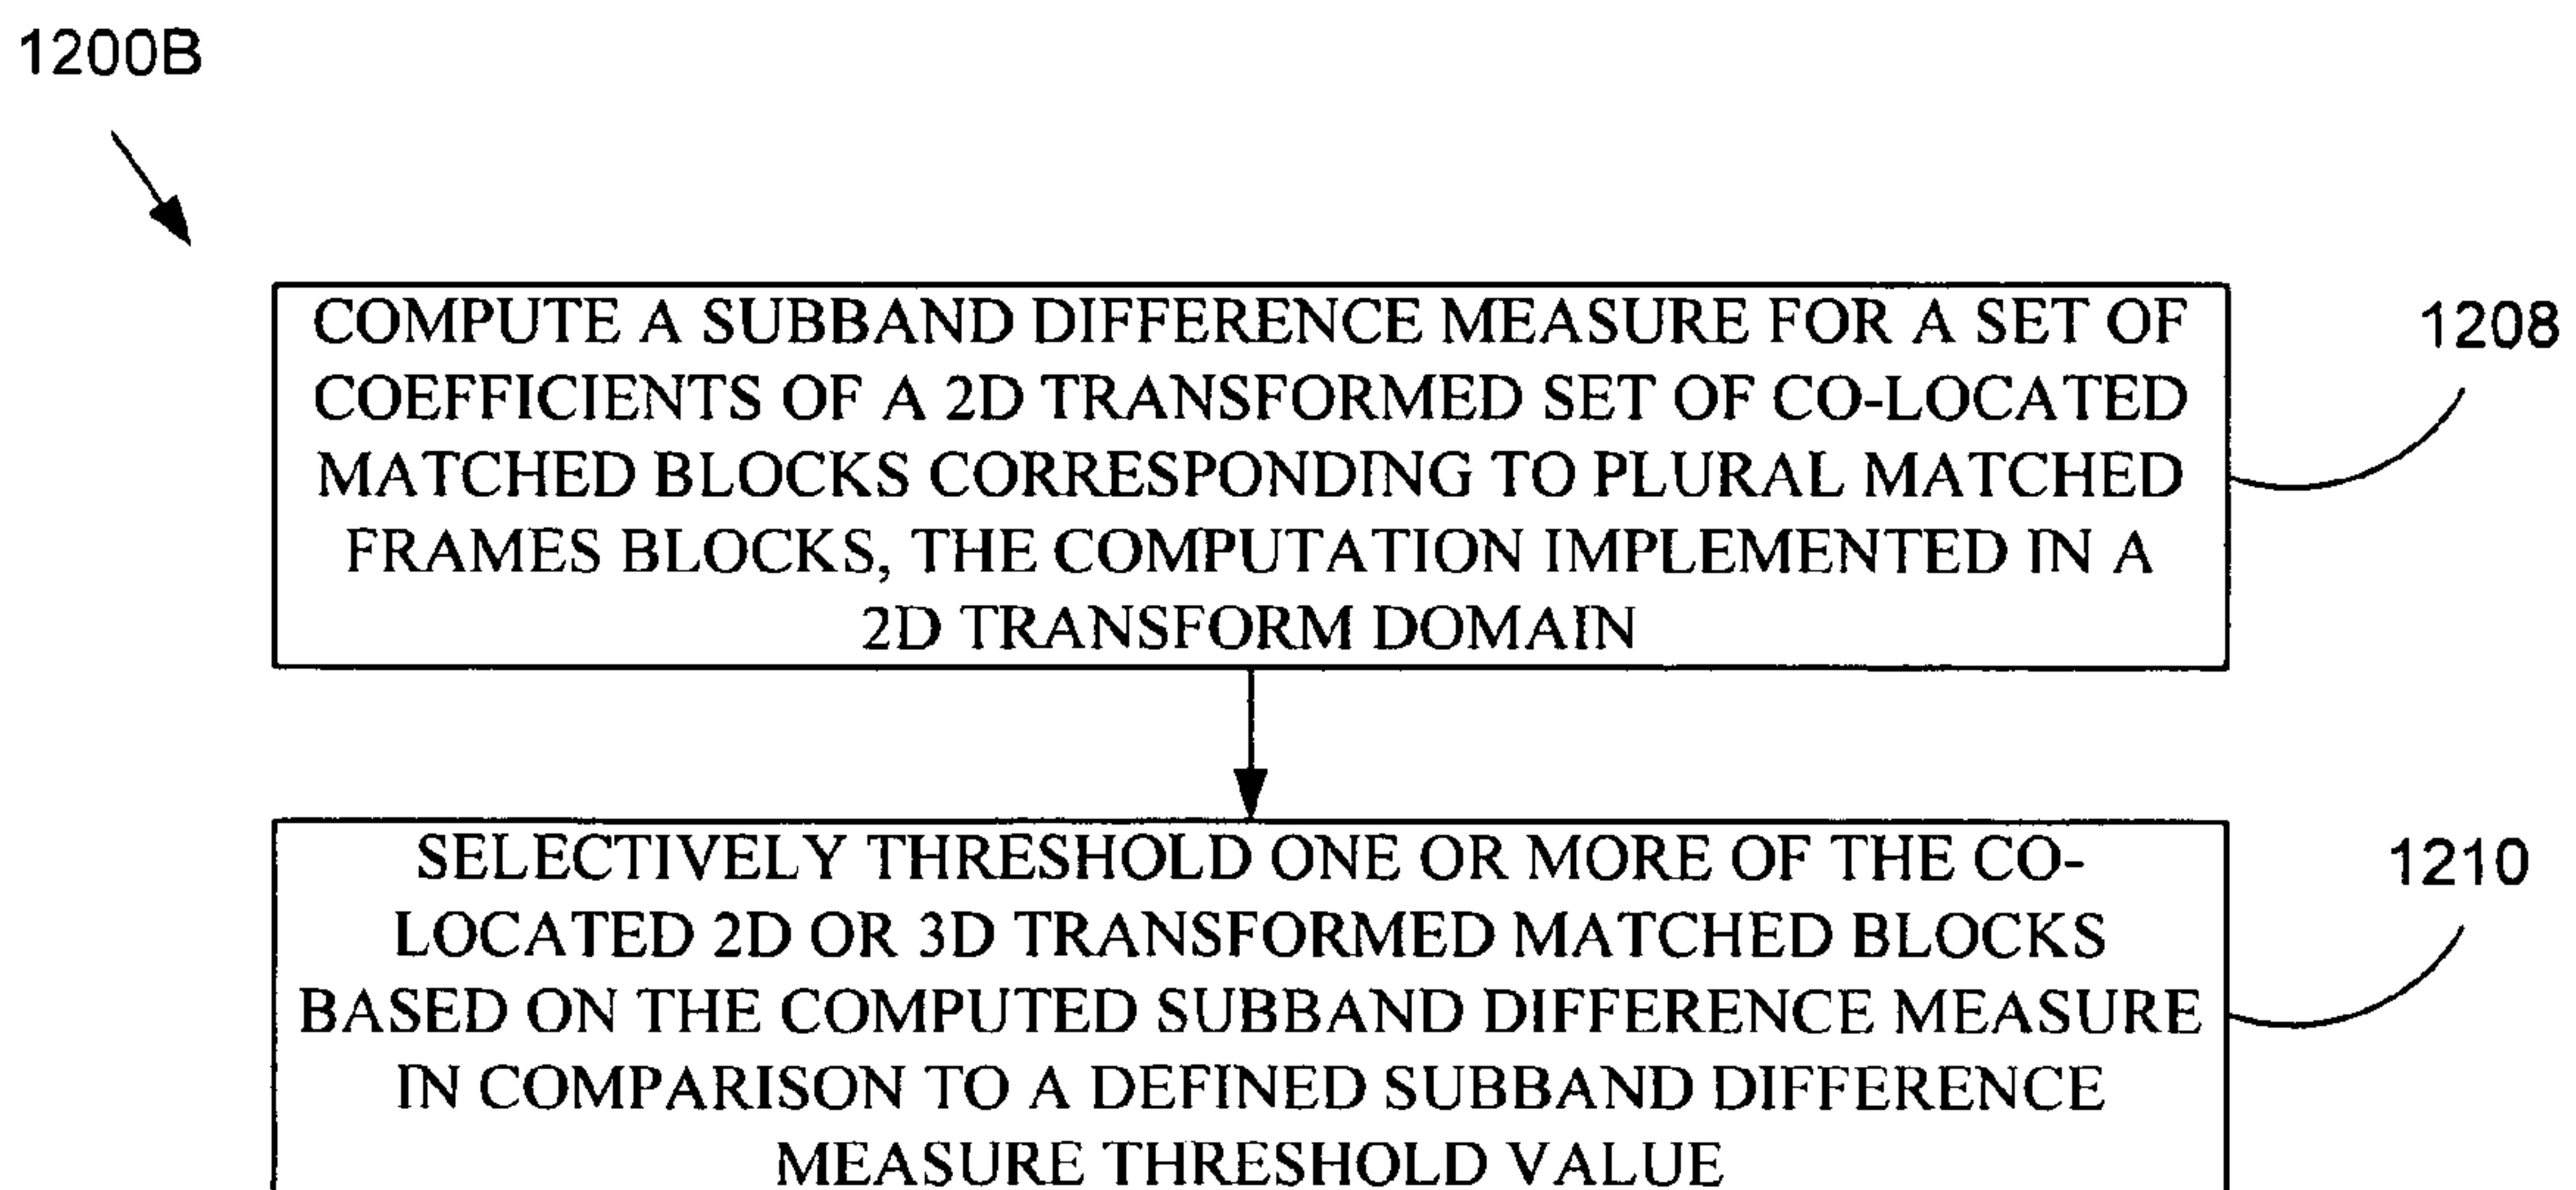 1200B
COMPUTE A SUBBAND DIFFERENCE MEASURE FOR A SET OF
COEFFICIENTS OF A 2D TRANSFORMED SET OF CO-LOCATED
MATCHED BLOCKS CORRESPONDING TO PLURAL MATCHED
FRAMES BLOCKS, THE COMPUTATION IMPLEMENTED IN A
2D TRANSFORM DOMAIN
1208
SELECTIVELY THRESHOLD ONE OR MORE OF THE CO-
LOCATED 2D OR 3D TRANSFORMED MATCHED BLOCKS
BASED ON THE COMPUTED SUBBAND DIFFERENCE MEASURE
IN COMPARISON TO A DEFINED SUBBAND DIFFERENCE
MEASURE THRESHOLD VALUE
1210